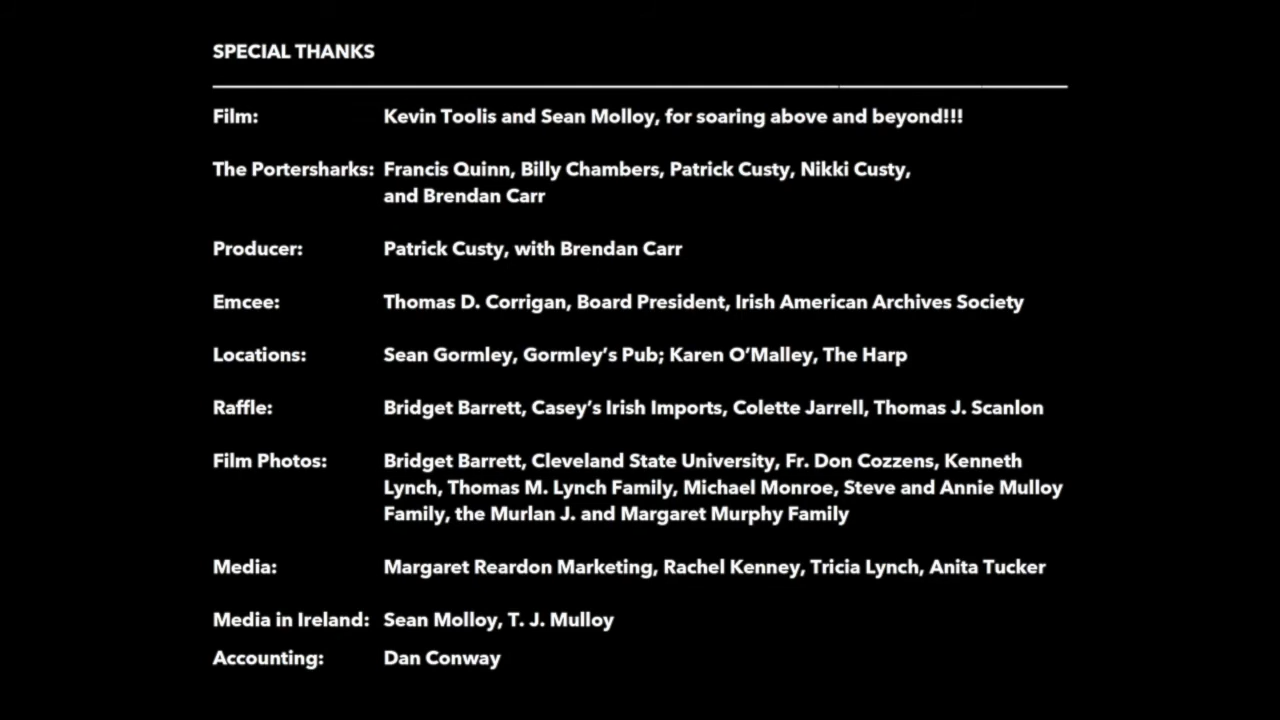 SPECIAL THANKS
Film: Kevin Toolis and Sean Molloy, for soaring above and beyond!!!
The Portersharks: Francis Quinn, Billy Chambers, Patrick Custy, Nikki Custy,
and Brendan Carr
Producer: Patrick Custy, with Brendan Carr
Emcee: Thomas D. Corrigan, Board President, Irish American Archives Society
Locations: Sean Gormley, Gormley’s Pub; Karen O’Malley, The Harp
Raffle: Bridget Barrett, Casey’s Irish Imports, Colette Jarrell, Thomas J. Scanlon
Film Photos: Bridget Barrett, Cleveland State University, Fr. Don Cozzens, Kenneth
Lynch, Thomas M. Lynch Family, Michael Monroe, Steve and Annie Mulloy
Family, the Murlan J. and Margaret Murphy Family
Media: Margaret Reardon Marketing, Rachel Kenney, Tricia Lynch, Anita Tucker
Media in Ireland: Sean Molloy, T. J. Mulloy
Accounting: Dan Conway